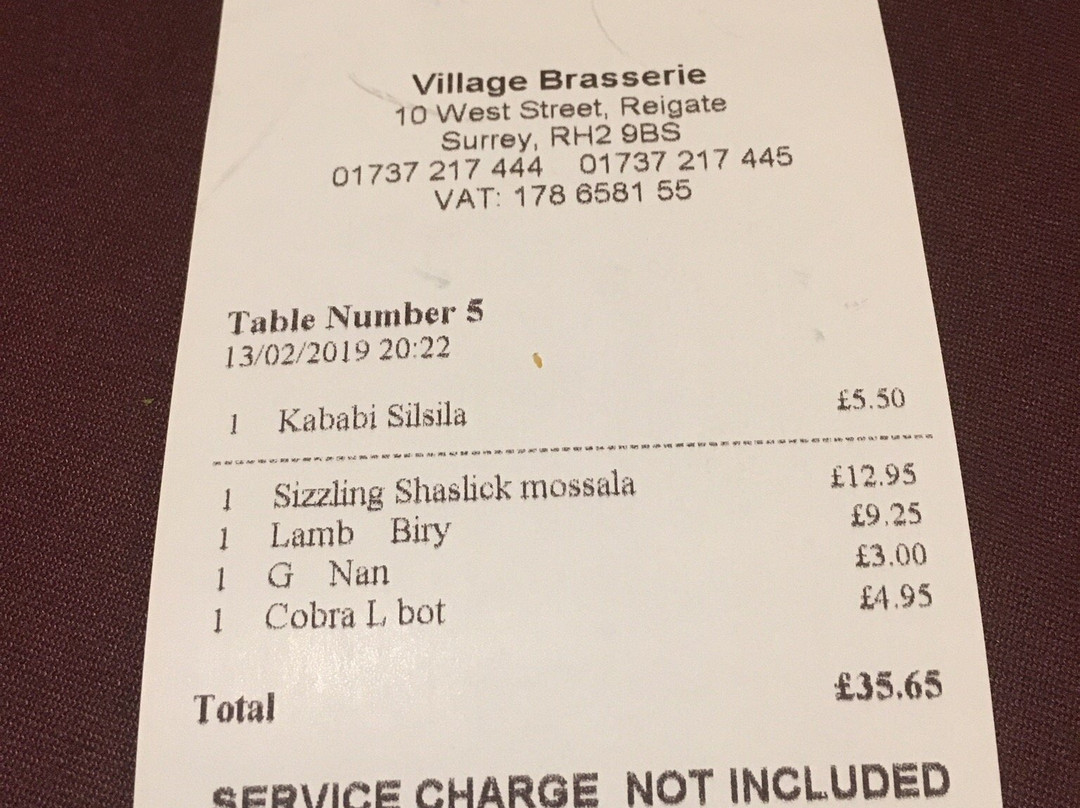 Village Brasserie
10 West Street, Reigate
Surrey, RH2 9BS
01737 217 444 01737 217 445
VAT: 178 6581 55
Table Number 5
13/02/2019 20:22
1 Kababi Silsila £5.50
1 Sizzling Shaslick mossala £12.95
1 Lamb Biry £9.25
1 G Nan £3.00
1 Cobra L bot £4.95
Total £35.65
SERVICE CHARGE NOT INCLUDED